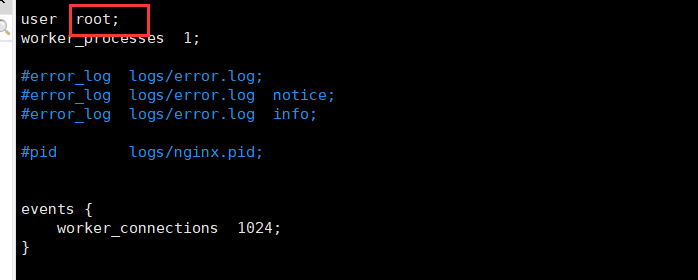 user  root;
worker_processes  1;
#error_log  logs/error.log;
#error_log  logs/error.log  notice;
#error_log  logs/error.log  info;
#pid        logs/nginx.pid;
events {
    worker_connections  1024;
}